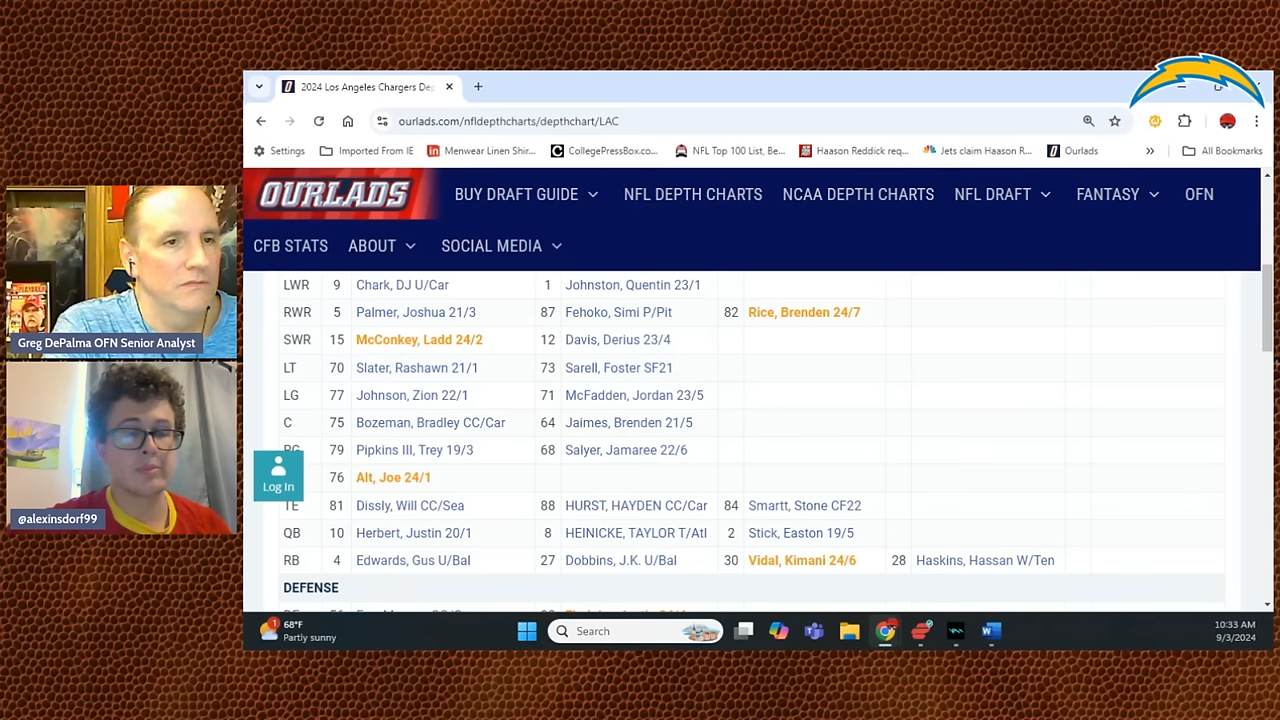 2024 Los Angeles Chargers De
ourlads.com/nfldepthcharts/depthchart/LAC
Settings Imported From IE Menwear Linen Shir... CollegePressBox.co... NFL Top 100 List, Be... Haason Reddick req... Jets claim Haason R... Ourlads » All Bookmarks
OURLADS BUY DRAFT GUIDE NFL DEPTH CHARTS NCAA DEPTH CHARTS NFL DRAFT FANTASY OFN
CFB STATS ABOUT SOCIAL MEDIA
LWR 9 Chark, DJ U/Car 1 Johnston, Quentin 23/1
RWR 5 Palmer, Joshua 21/3 87 Fehoko, Simi P/Pit 82 Rice, Brenden 24/7
SWR 15 McConkey, Ladd 24/2 12 Davis, Derius 23/4
LT 70 Slater, Rashawn 21/1 73 Sarell, Foster SF21
LG 77 Johnson, Zion 22/1 71 McFadden, Jordan 23/5
C 75 Bozeman, Bradley CC/Car 64 Jaimes, Brenden 21/5
RG 79 Pipkins III, Trey 19/3 68 Salyer, Jamaree 22/6
76 Alt, Joe 24/1
TE 81 Dissly, Will CC/Sea 88 HURST, HAYDEN CC/Car 84 Smartt, Stone CF22
QB 10 Herbert, Justin 20/1 8 HEINICKE, TAYLOR T/Atl 2 Stick, Easton 19/5
RB 4 Edwards, Gus U/Bal 27 Dobbins, J.K. U/Bal 30 Vidal, Kimani 24/6 28 Haskins, Hassan W/Ten
DEFENSE
Log In
Greg DePalma OFN Senior Analyst
@alexinsdorf99
1
68°F
Partly sunny
Search
10:33 AM
9/3/2024